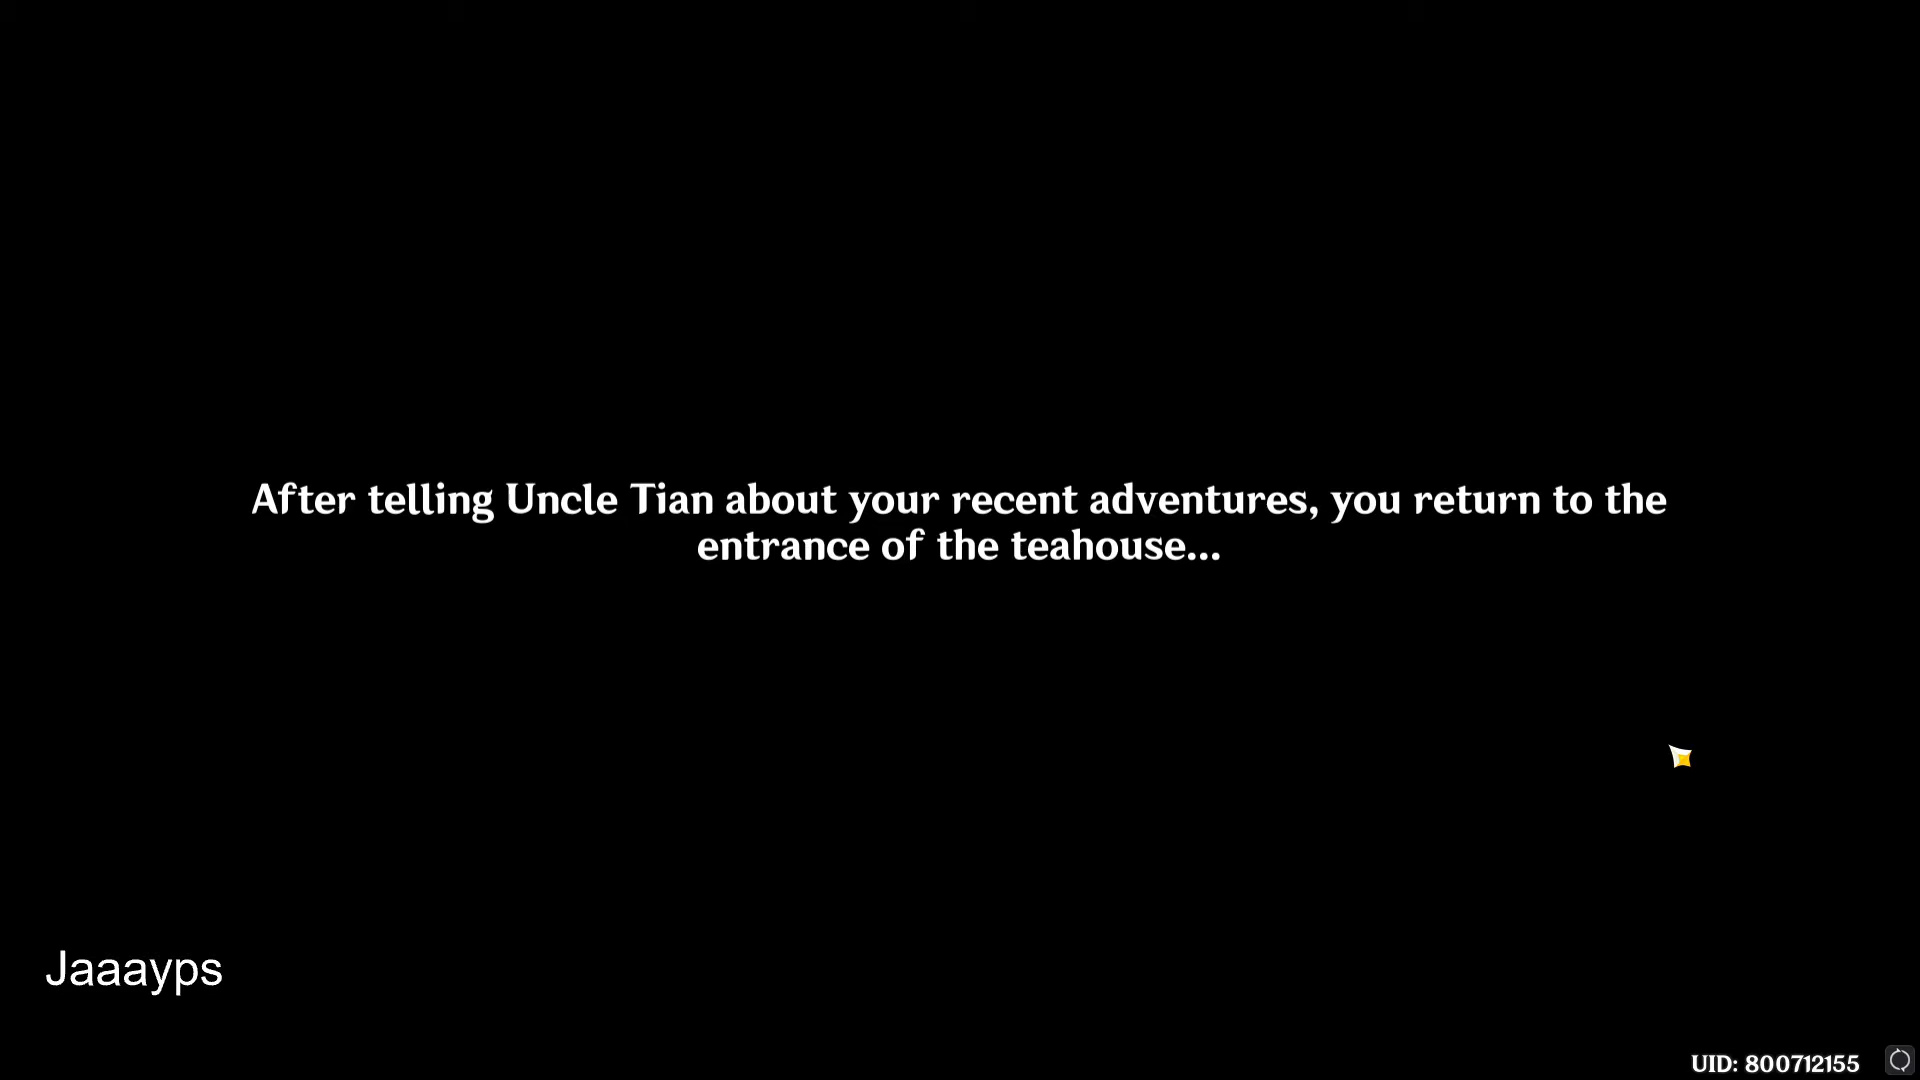 After telling Uncle Tian about your recent adventures, you return to the
entrance of the teahouse...
Jaaayps
UID: 800712155